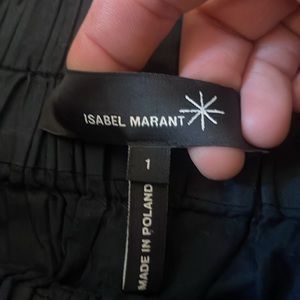 ISABEL MARANT
1
MADE IN POLAND